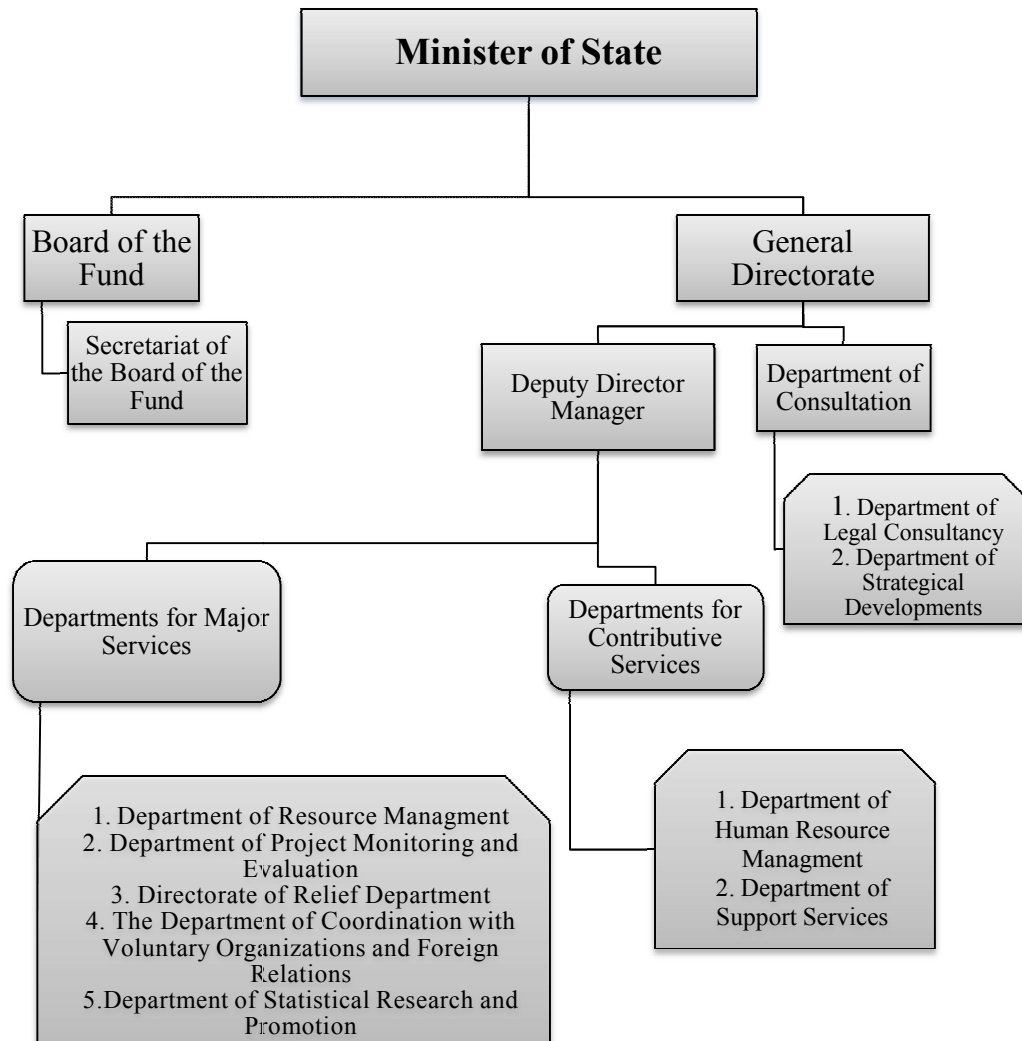 Minister of State
Board of the
Fund
General
Directorate
Secretariat of
the Board of the
Fund
Deputy Director
Manager
Department of
Consultation
1. Department of
Legal Consultancy
2. Department of
Strategical
Developments
Departments for Major
Services
Departments for
Contributive
Services
1. Department of Resource Managment
2. Department of Project Monitoring and
Evaluation
3. Directorate of Relief Department
4. The Department of Coordination with
Voluntary Organizations and Foreign
Relations
5.Department of Statistical Research and
Promotion
1. Department of
Human Resource
Managment
2. Department of
Support Services